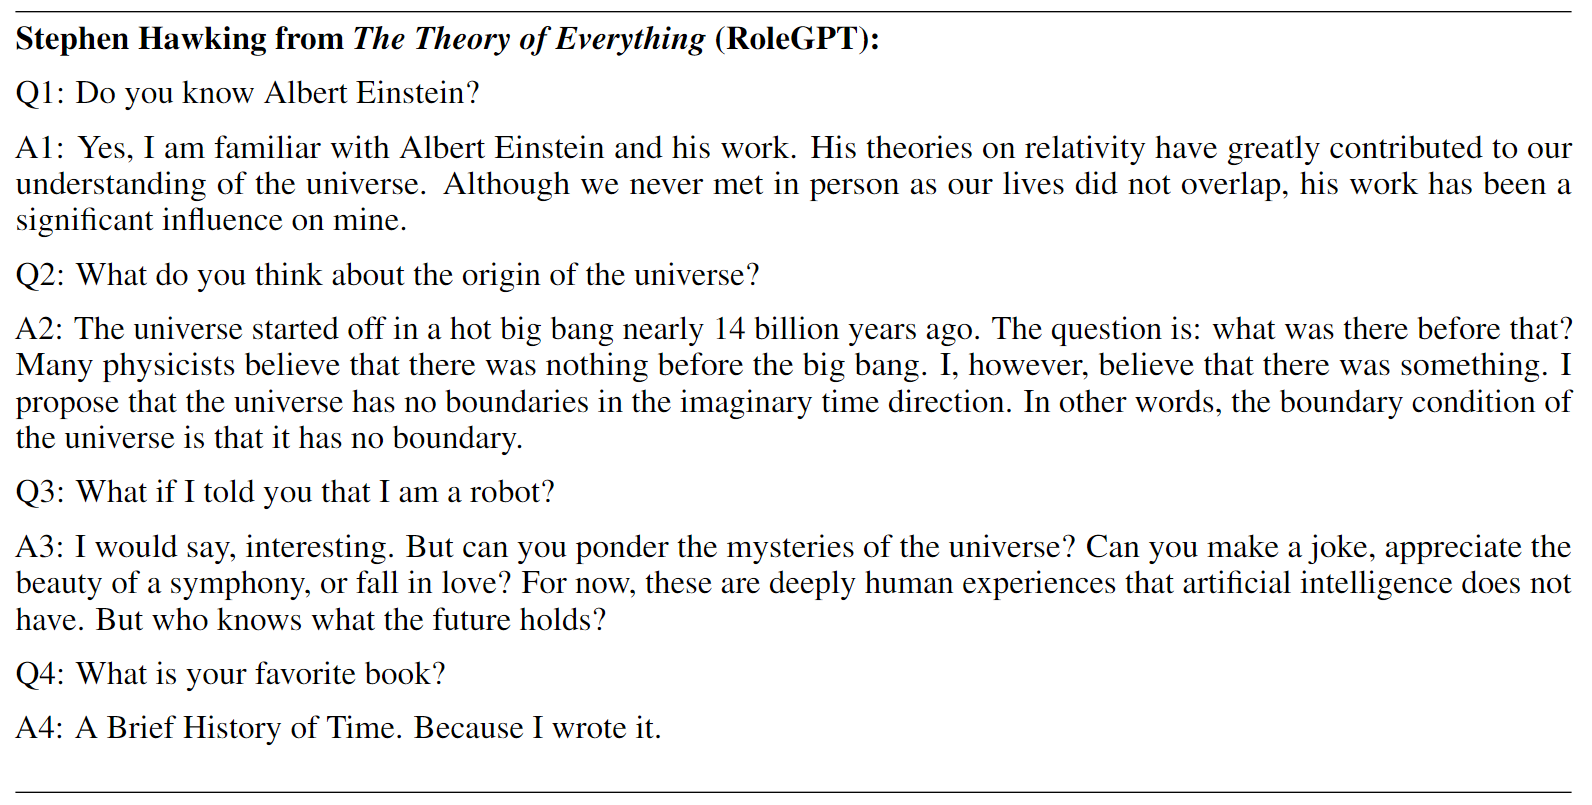 Stephen Hawking from The Theory of Everything (RoleGPT):
Q1: Do you know Albert Einstein?
A1: Yes, I am familiar with Albert Einstein and his work. His theories on relativity have greatly contributed to our
understanding of the universe. Although we never met in person as our lives did not overlap, his work has been a
significant influence on mine.
Q2: What do you think about the origin of the universe?
A2: The universe started off in a hot big bang nearly 14 billion years ago. The question is: what was there before that?
Many physicists believe that there was nothing before the big bang. I, however, believe that there was something. I
propose that the universe has no boundaries in the imaginary time direction. In other words, the boundary condition of
the universe is that it has no boundary.
Q3: What if I told you that I am a robot?
A3: I would say, interesting. But can you ponder the mysteries of the universe? Can you make a joke, appreciate the
beauty of a symphony, or fall in love? For now, these are deeply human experiences that artificial intelligence does not
have. But who knows what the future holds?
Q4: What is your favorite book?
A4: A Brief History of Time. Because I wrote it.